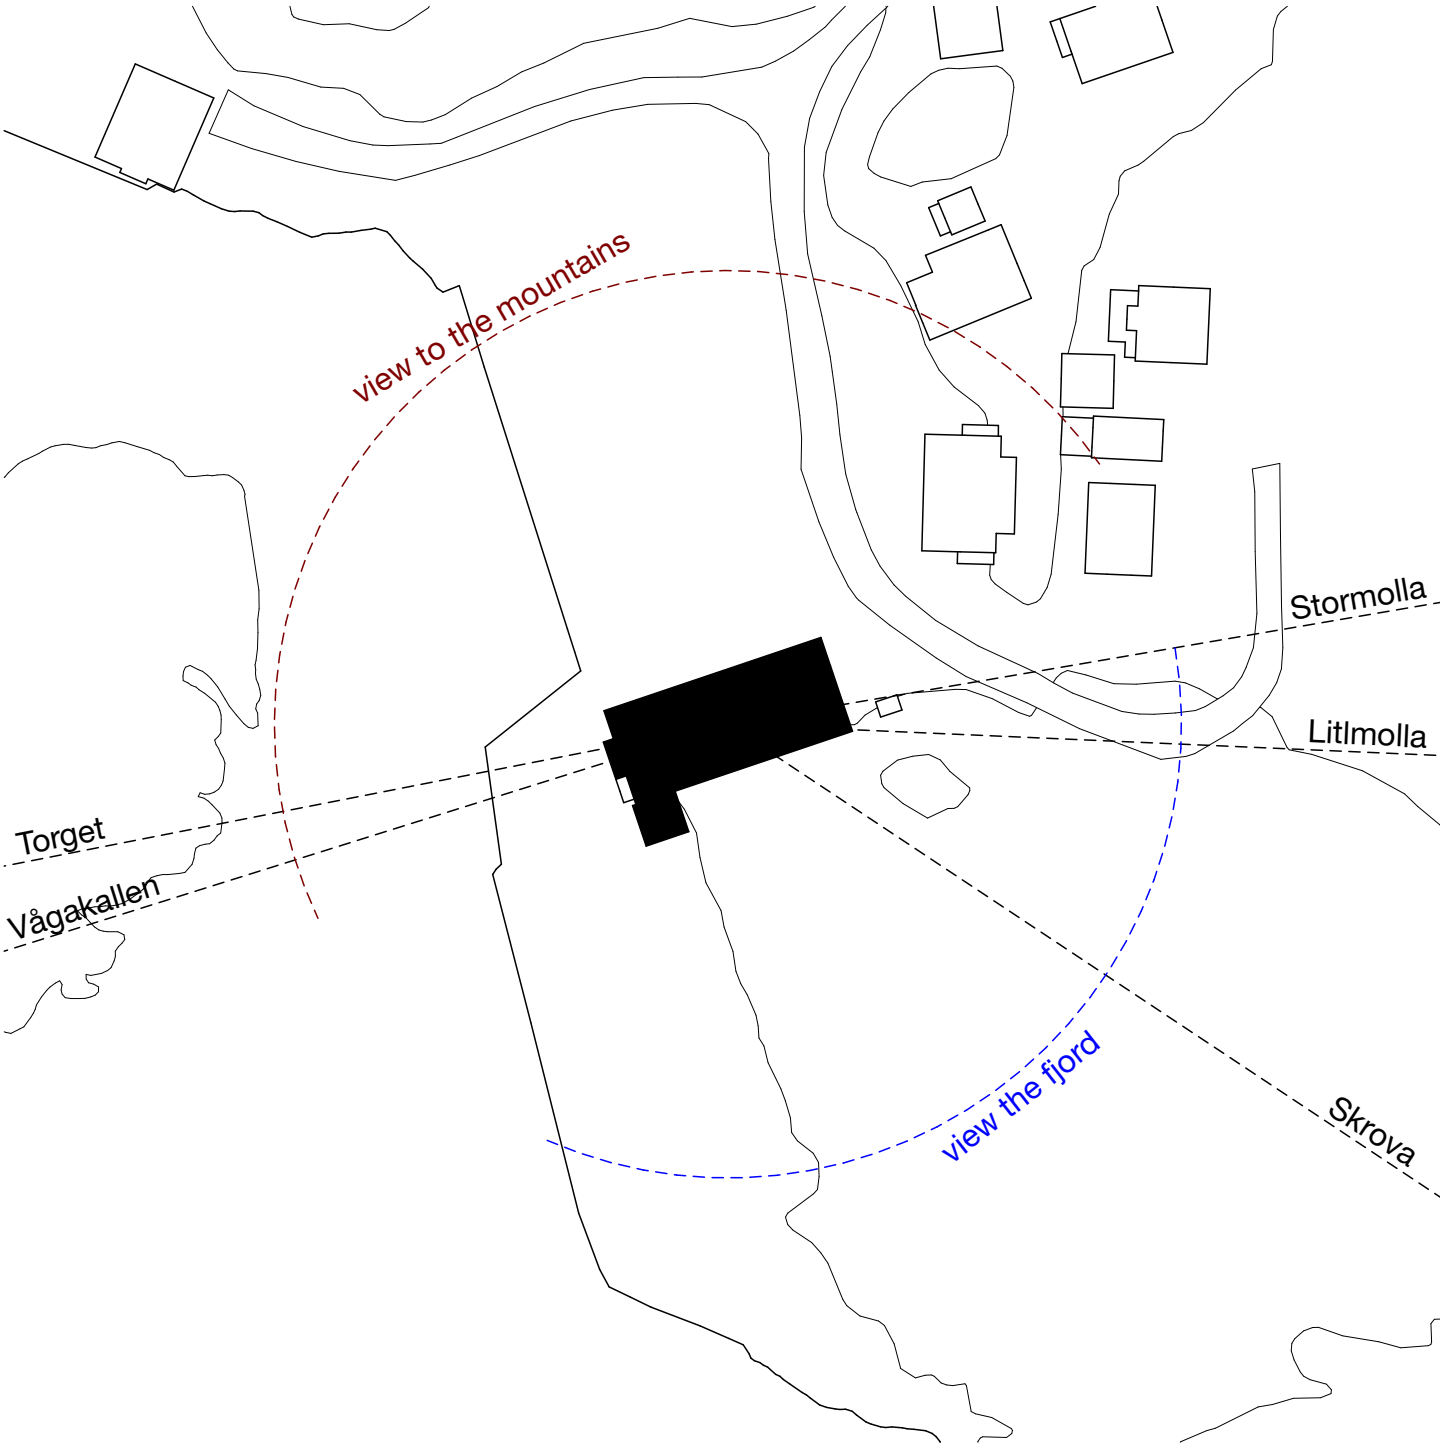 view to the mountains
Stormolla
Litlmolla
Torget
Vågakallen
view the fjord
Skrova